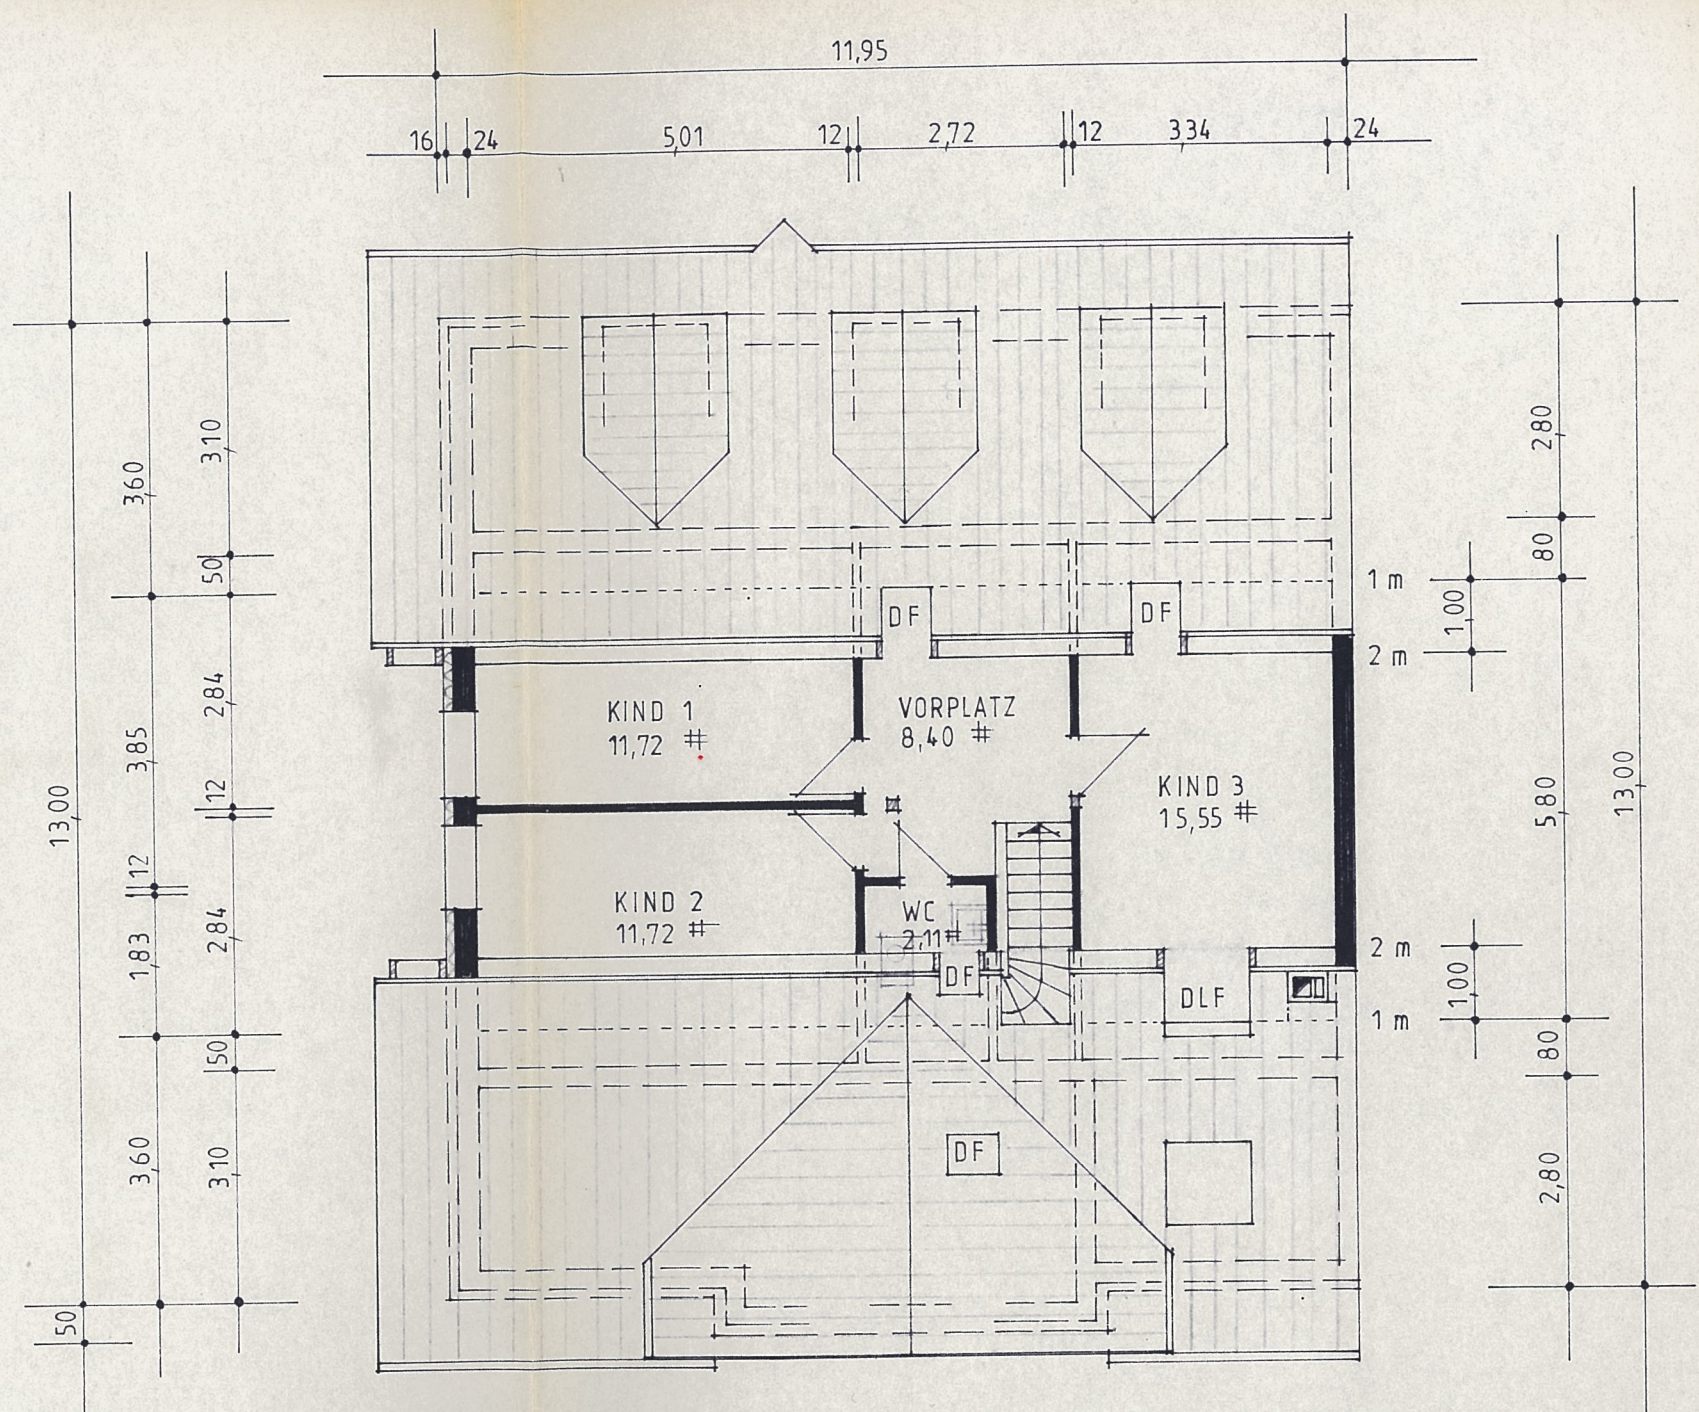 11,95
16 24 5,01 12 2,72 12 3,34 24
13,00
50
3,60
3,85
12
1,83
3,60
3,10
50
2,84
12
2,84
50
3,10
DF
DF
KIND 1
11,72 #
VORPLATZ
8,40 #
KIND 3
15,55 #
KIND 2
11,72 #
WC
2,11#
DF
DLF
DF
1 m
2 m
2 m
1 m
1,00
1,00
2,80
80
5,80
80
2,80
13,00